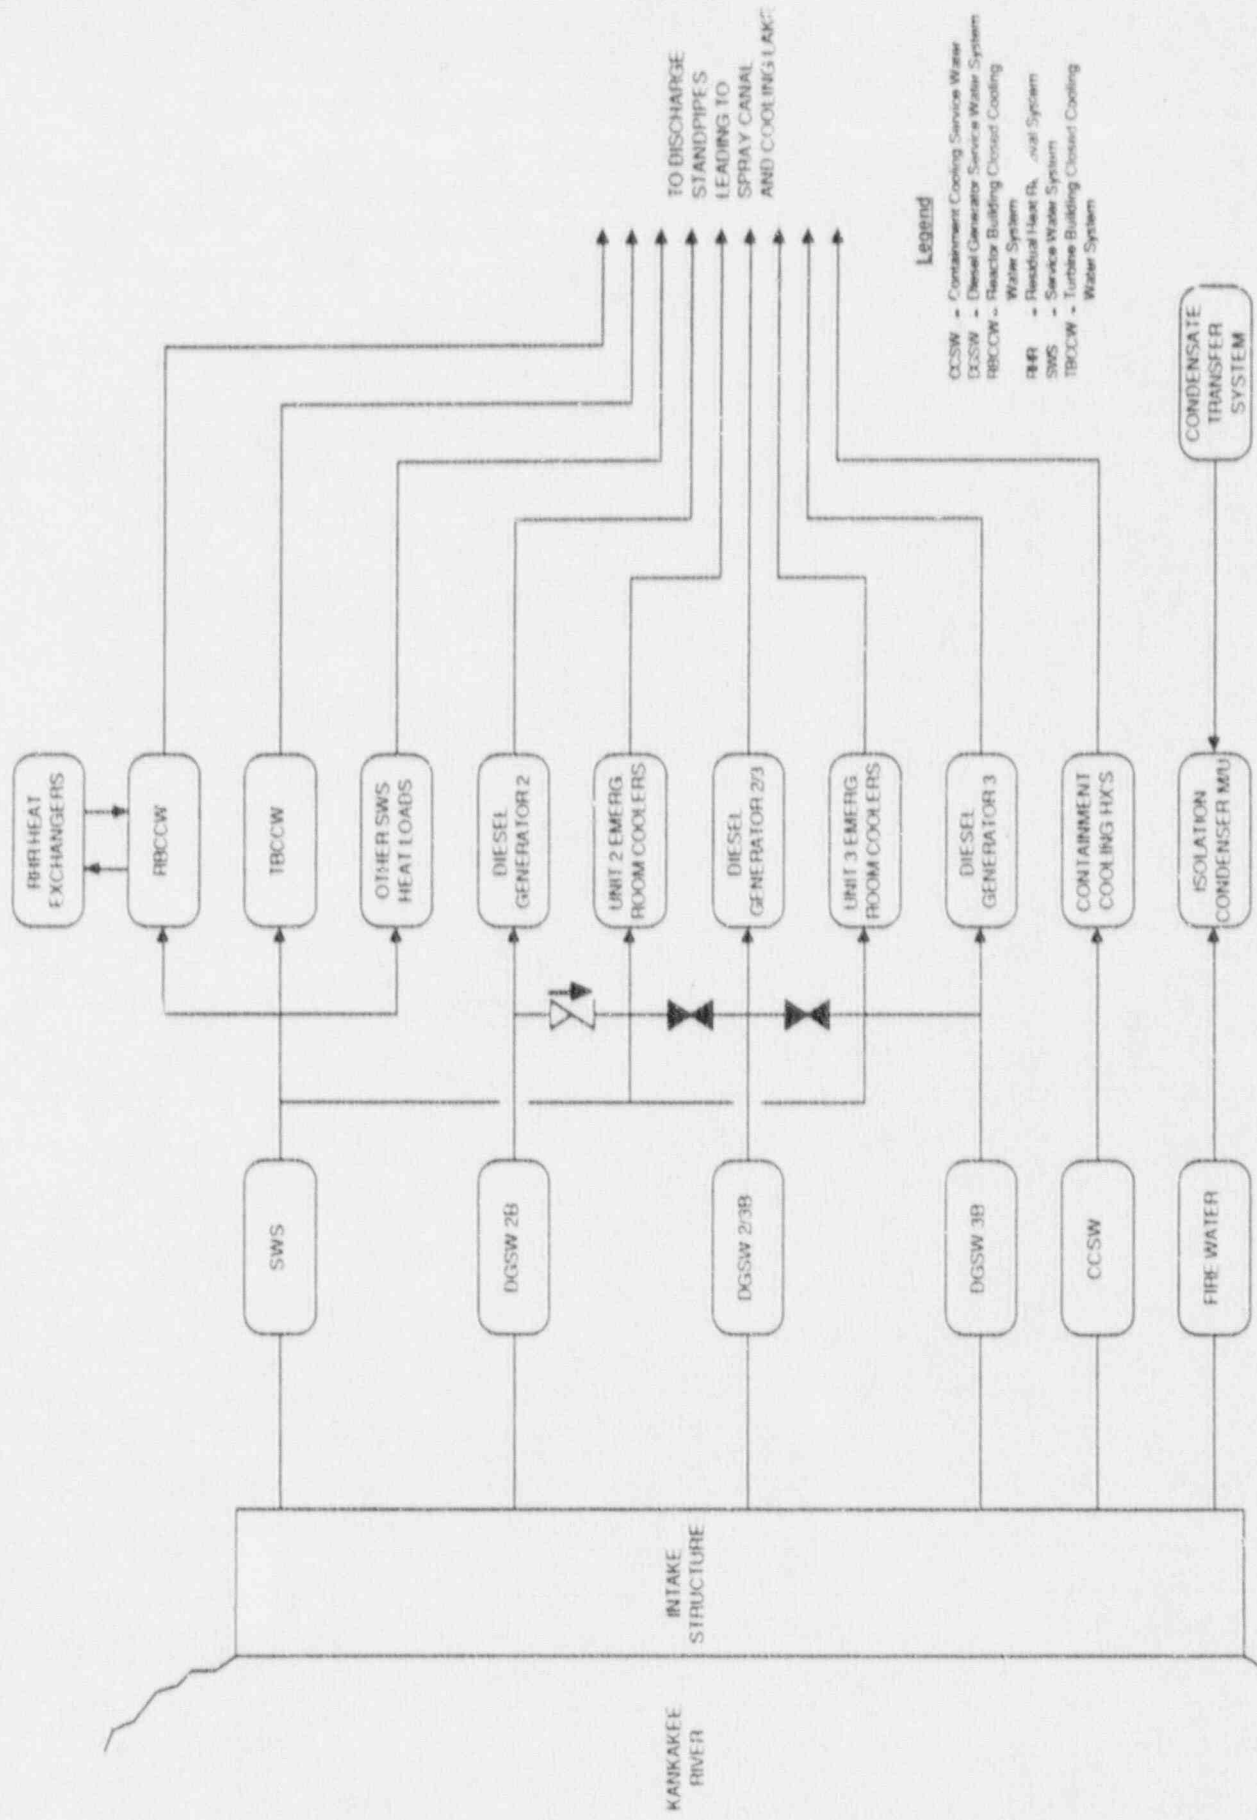 KANKAKEE
RIVER
INTAKE
STRUCTURE
SWS
DGSW 2B
DGSW 2/3B
DGSW 3B
CCSW
FIRE WATER
RHR HEAT
EXCHANGERS
RBCCW
TBCCW
OTHER SWS
HEAT LOADS
DIESEL
GENERATOR 2
UNIT 2 EMERG.
ROOM COOLERS
DIESEL
GENERATOR 2/3
UNIT 3 EMERG.
ROOM COOLERS
DIESEL
GENERATOR 3
CONTAINMENT
COOLING HX'S
ISOLATION
CONDENSER M/U
CONDENSATE
TRANSFER
SYSTEM
TO DISCHARGE
STANDPIPES
LEADING TO
SPRAY CANAL
AND COOLING LAKE
Legend
CCSW - Containment Cooling Service Water
DGSW - Diesel Generator Service Water System
RBCCW - Reactor Building Closed Cooling
Water System
RHR - Residual Heat System
SWS - Service Water System
TBCCW - Turbine Building Closed Cooling
Water System